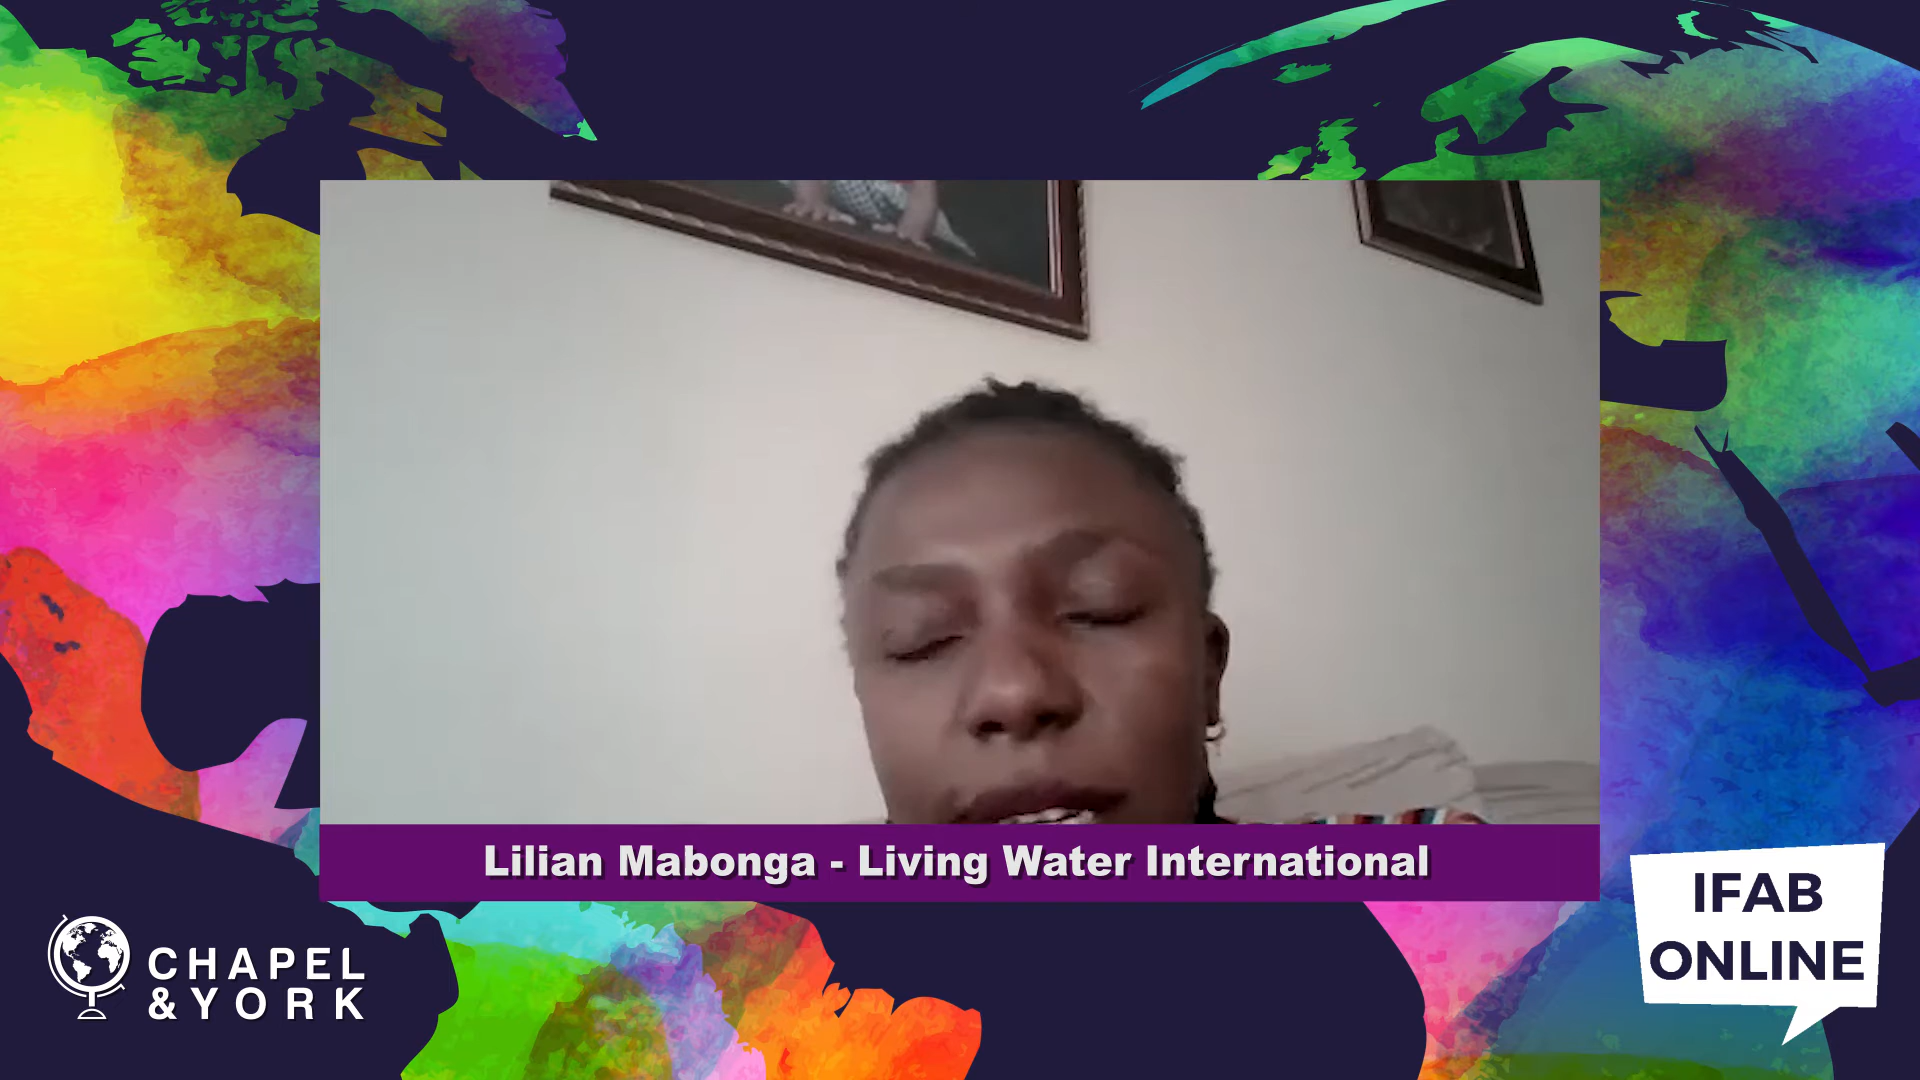 Lilian Mabonga - Living Water International
CHAPEL
&YORK
IFAB
ONLINE